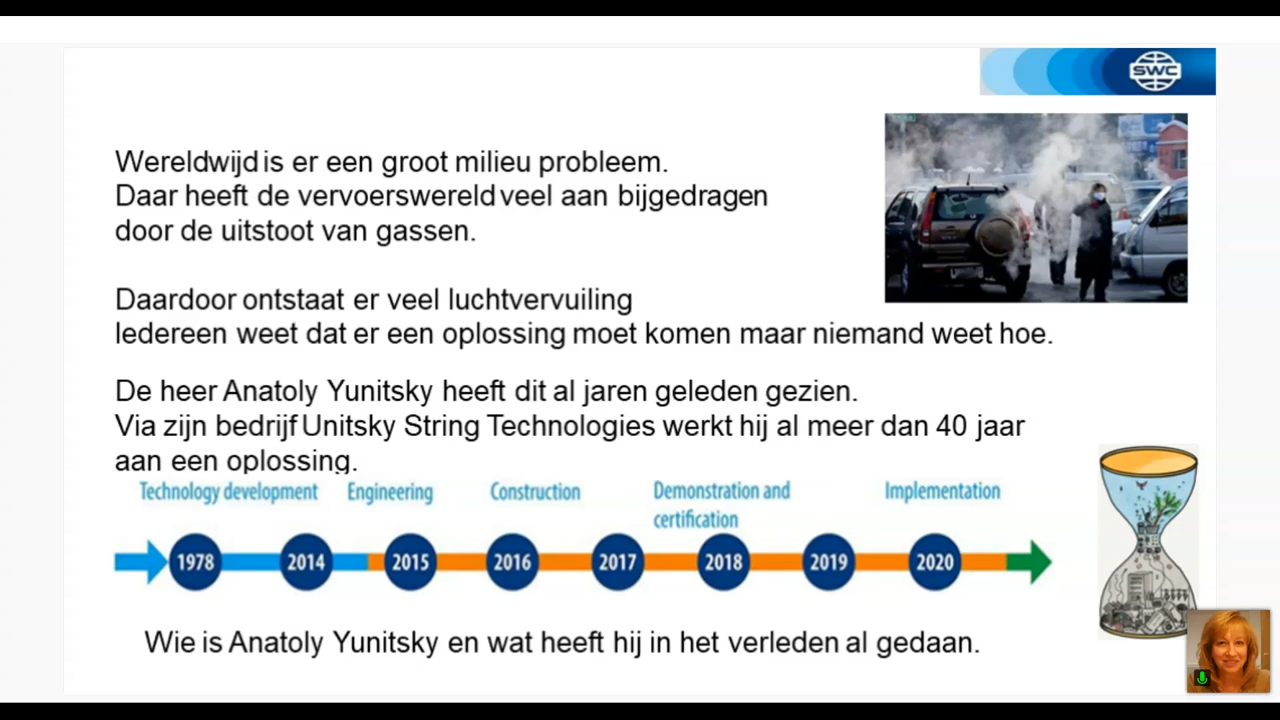 SWC
Wereldwijd is er een groot milieu probleem.
Daar heeft de vervoerswereld veel aan bijgedragen
door de uitstoot van gassen.
Daardoor ontstaat er veel luchtvervuiling
Iedereen weet dat er een oplossing moet komen maar niemand weet hoe.
De heer Anatoly Yunitsky heeft dit al jaren geleden gezien.
Via zijn bedrijf Unitsky String Technologies werkt hij al meer dan 40 jaar
aan een oplossing.
Technology development Engineering Construction Demonstration and Implementation
certification
1978 2014 2015 2016 2017 2018 2019 2020
Wie is Anatoly Yunitsky en wat heeft hij in het verleden al gedaan.